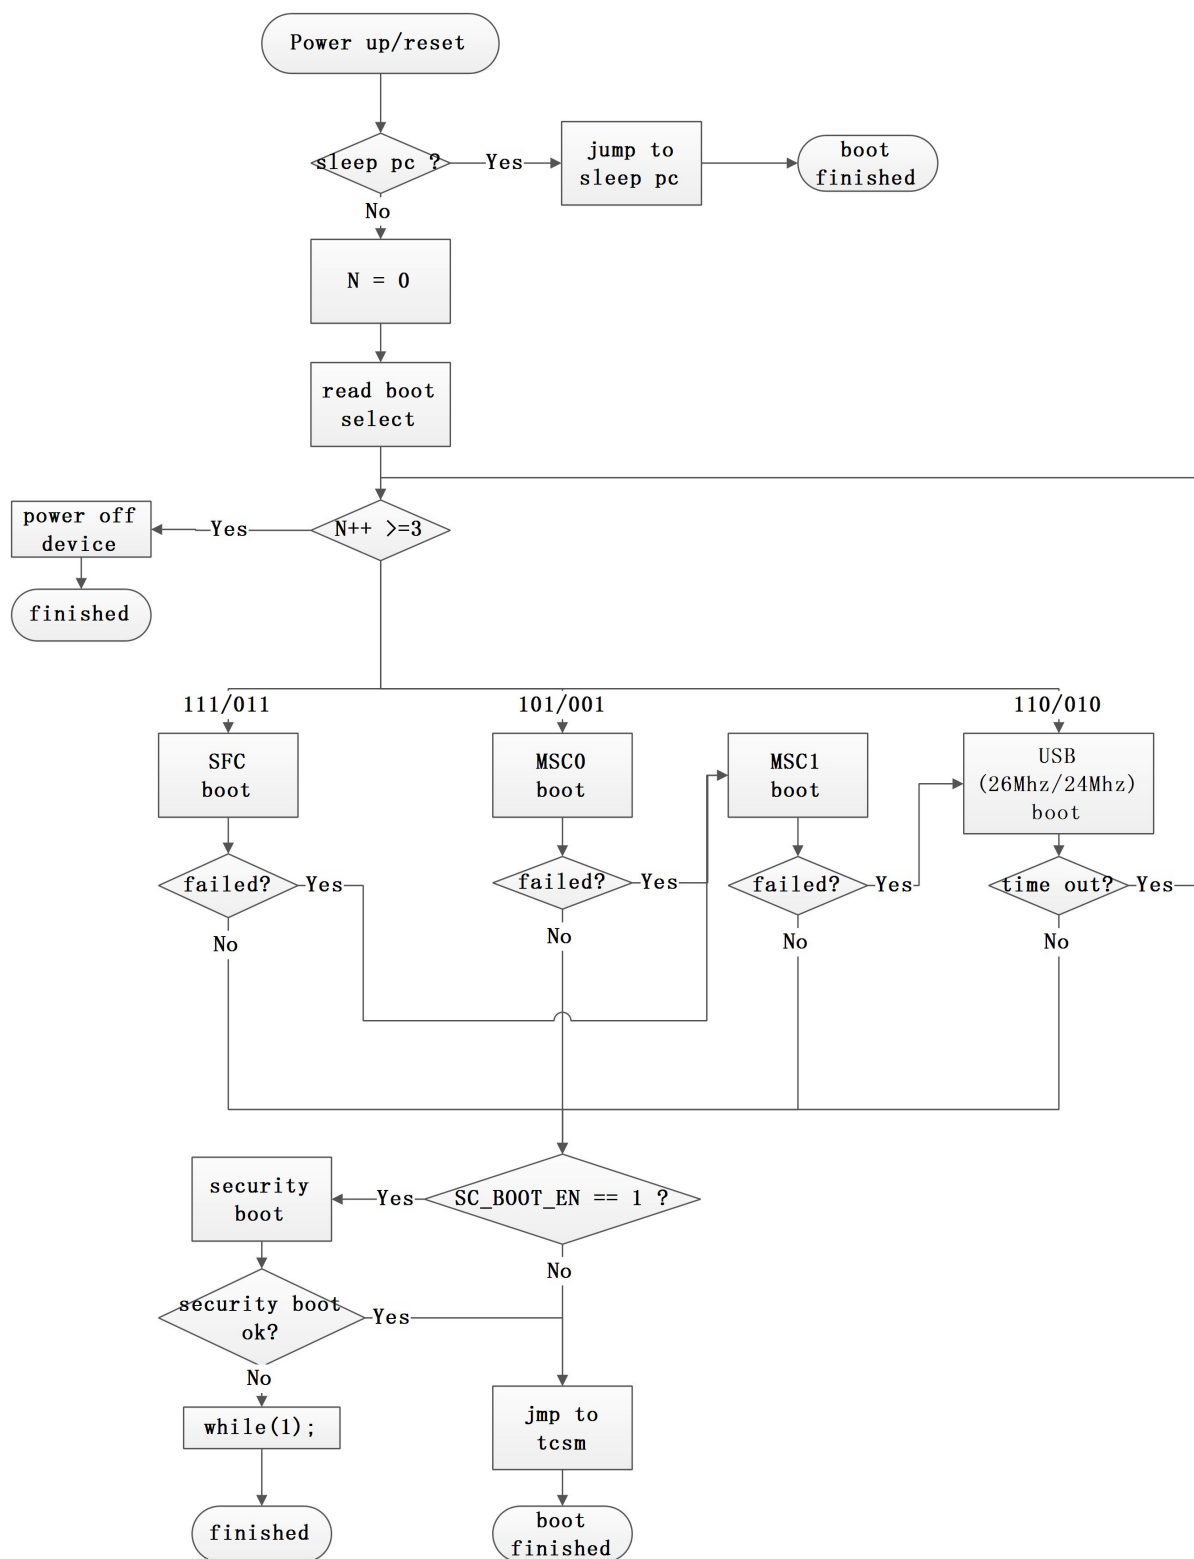 Power up/reset
sleep pc ?
Yes
jump to
sleep pc
boot
finished
No
N = 0
read boot
select
power off
device
Yes
N++ >=3
finished
111/011
101/001
110/010
SFC
boot
MSC0
boot
MSC1
boot
USB
(26Mhz/24Mhz)
boot
failed?
Yes
failed?
Yes
failed?
Yes
time out?
Yes
No
No
No
No
security
boot
Yes
SC_BOOT_EN == 1 ?
No
security boot
ok?
Yes
No
while(1);
jmp to
tcsm
finished
boot
finished